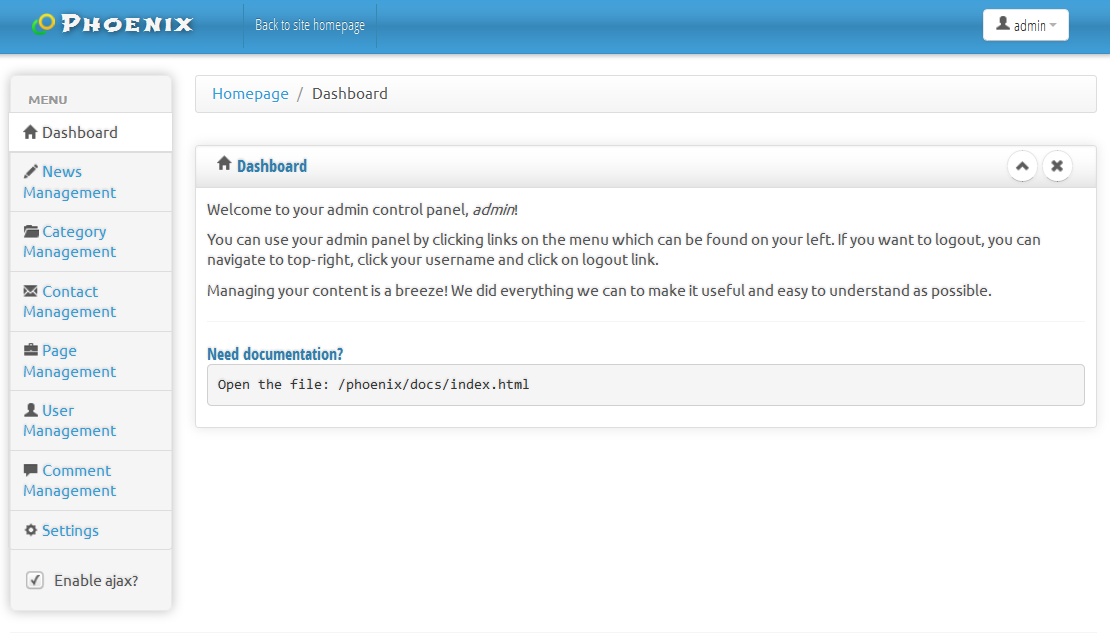 PHOENIX
Back to site homepage
admin
MENU
Dashboard
News
Management
Category
Management
Contact
Management
Page
Management
User
Management
Comment
Management
Settings
Enable ajax?
Homepage / Dashboard
Dashboard
Welcome to your admin control panel, admin!
You can use your admin panel by clicking links on the menu which can be found on your left. If you want to logout, you can
navigate to top-right, click your username and click on logout link.
Managing your content is a breeze! We did everything we can to make it useful and easy to understand as possible.
Need documentation?
Open the file: /phoenix/docs/index.html